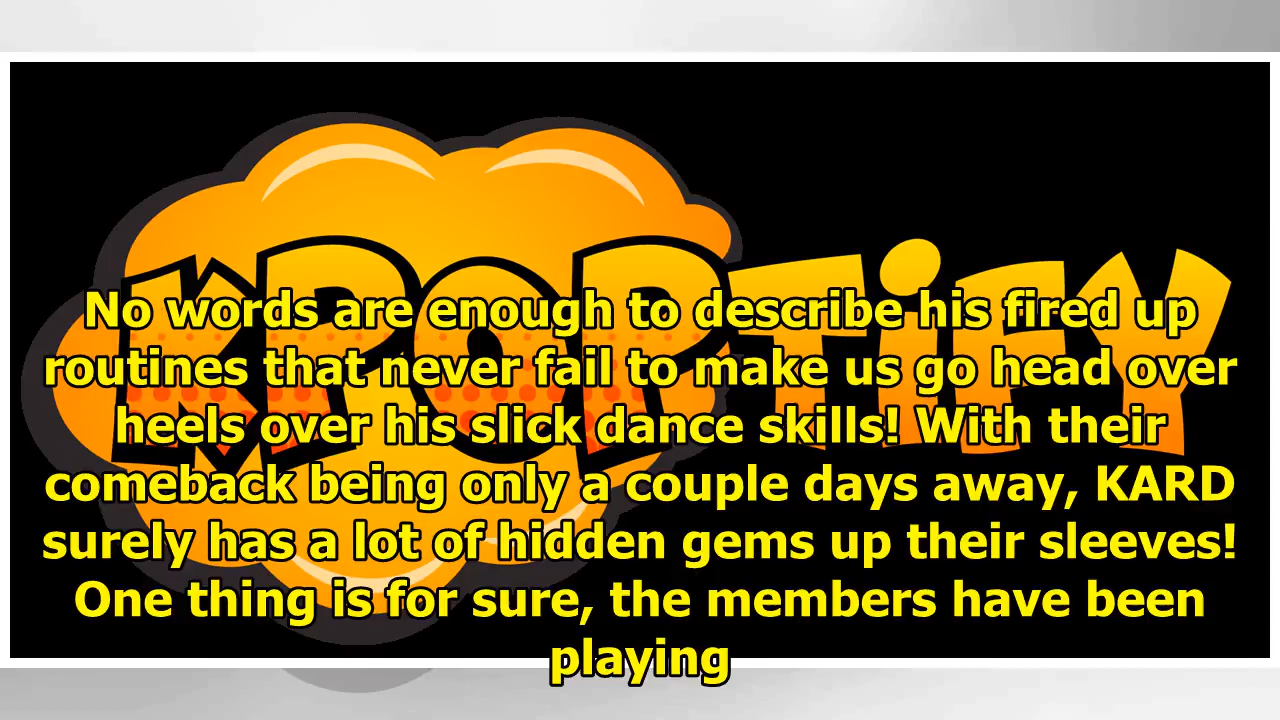 KPOPTiFY
No words are enough to describe his fired up
routines that never fail to make us go head over
heels over his slick dance skills! With their
comeback being only a couple days away, KARD
surely has a lot of hidden gems up their sleeves!
One thing is for sure, the members have been
playing